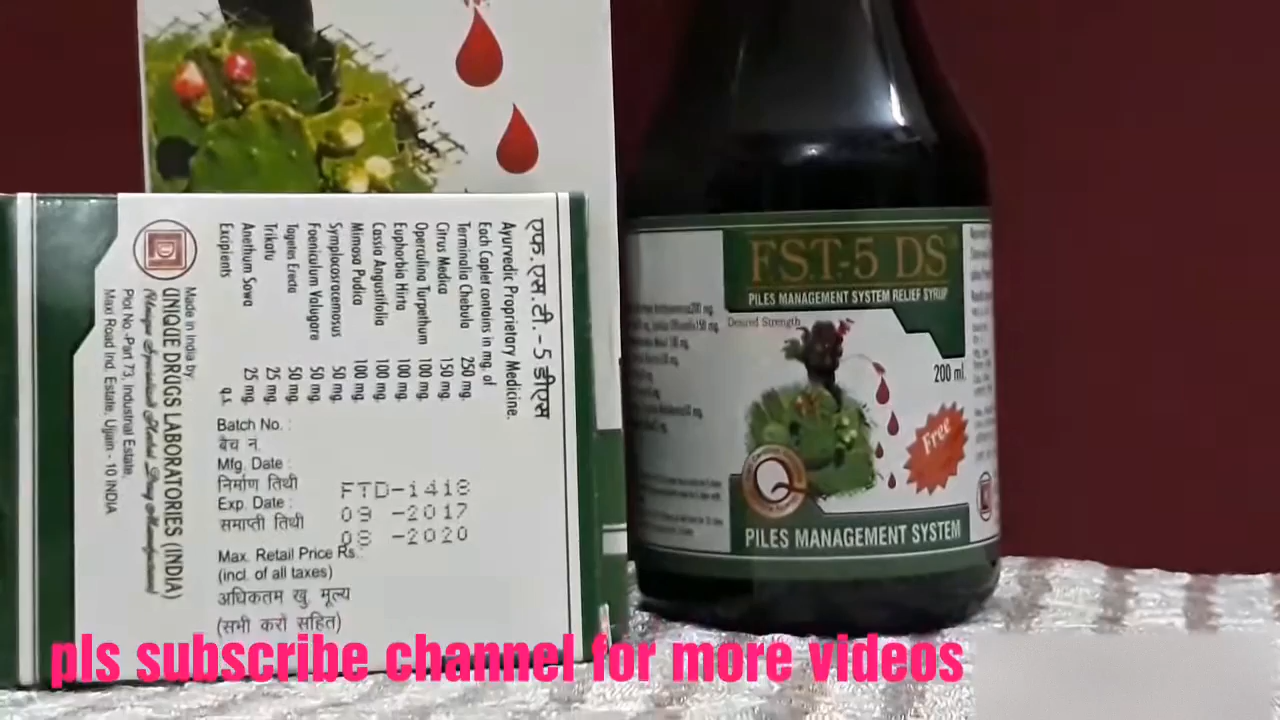 एफ.एस.टी.-5 डीएस
Ayurvedic Proprietary Medicine.
Each Caplet contains in mg. of
Terminalia Chebula 250 mg.
Citrus Medica 150 mg.
Operculina Turpethum 100 mg.
Euphorbia Hirta 100 mg.
Cassia Angustifolia 100 mg.
Mimosa Pudica 100 mg.
Symplocosracemosus 50 mg.
Foeniculum Valugare 50 mg.
Tagetes Erecta 50 mg.
Trikatu 25 mg.
Anethum Sowa 25 mg.
Excipients q.s.
Batch No. :
बैच नं.
Mfg. Date :
निर्माण तिथी
Exp. Date :
समाप्ती तिथी
FTD-1418
09 -2017
08 -2020
Max. Retail Price Rs.:
(incl. of all taxes)
अधिकतम खु. मूल्य
(सभी करों सहित)
Made in India by:
UNIQUE DRUGS LABORATORIES (INDIA)
Plot No.-Part 73, Industrial Estate,
Maxi Road Ind. Estate, Ujjain - 10 INDIA
F.S.T.-5 DS
PILES MANAGEMENT SYSTEM RELIEF SYRUP
Desired Strength
200 ml.
Free
Q
PILES MANAGEMENT SYSTEM
pls subscribe channel for more videos